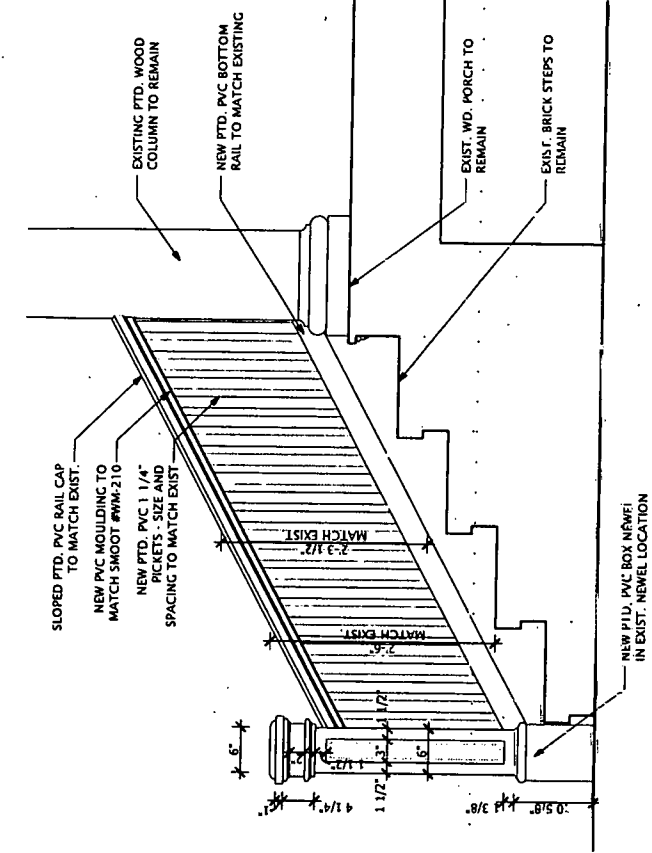 EXISTING PTD. WOOD
COLUMN TO REMAIN
NEW PTD. PVC BOTTOM
RAIL TO MATCH EXISTING
EXIST. WD. PORCH TO
REMAIN
EXIST. BRICK STEPS TO
REMAIN
SLOPED PTD. PVC RAIL CAP
TO MATCH EXIST.
NEW PVC MOULDING TO
MATCH SMOOT #WM-210
NEW PTD. PVC 1 1/4"
PICKETS - SIZE AND
SPACING TO MATCH EXIST
2'-3 1/2"
MATCH EXIST.
2'-6"
MATCH EXIST.
NEW PTD. PVC BOX NEWEL
IN EXIST. NEWEL LOCATION
6"
2"
1 1/2"
1 1/2"
3"
1 1/2"
6"
1"
4 1/4"
3/8"
5/8"